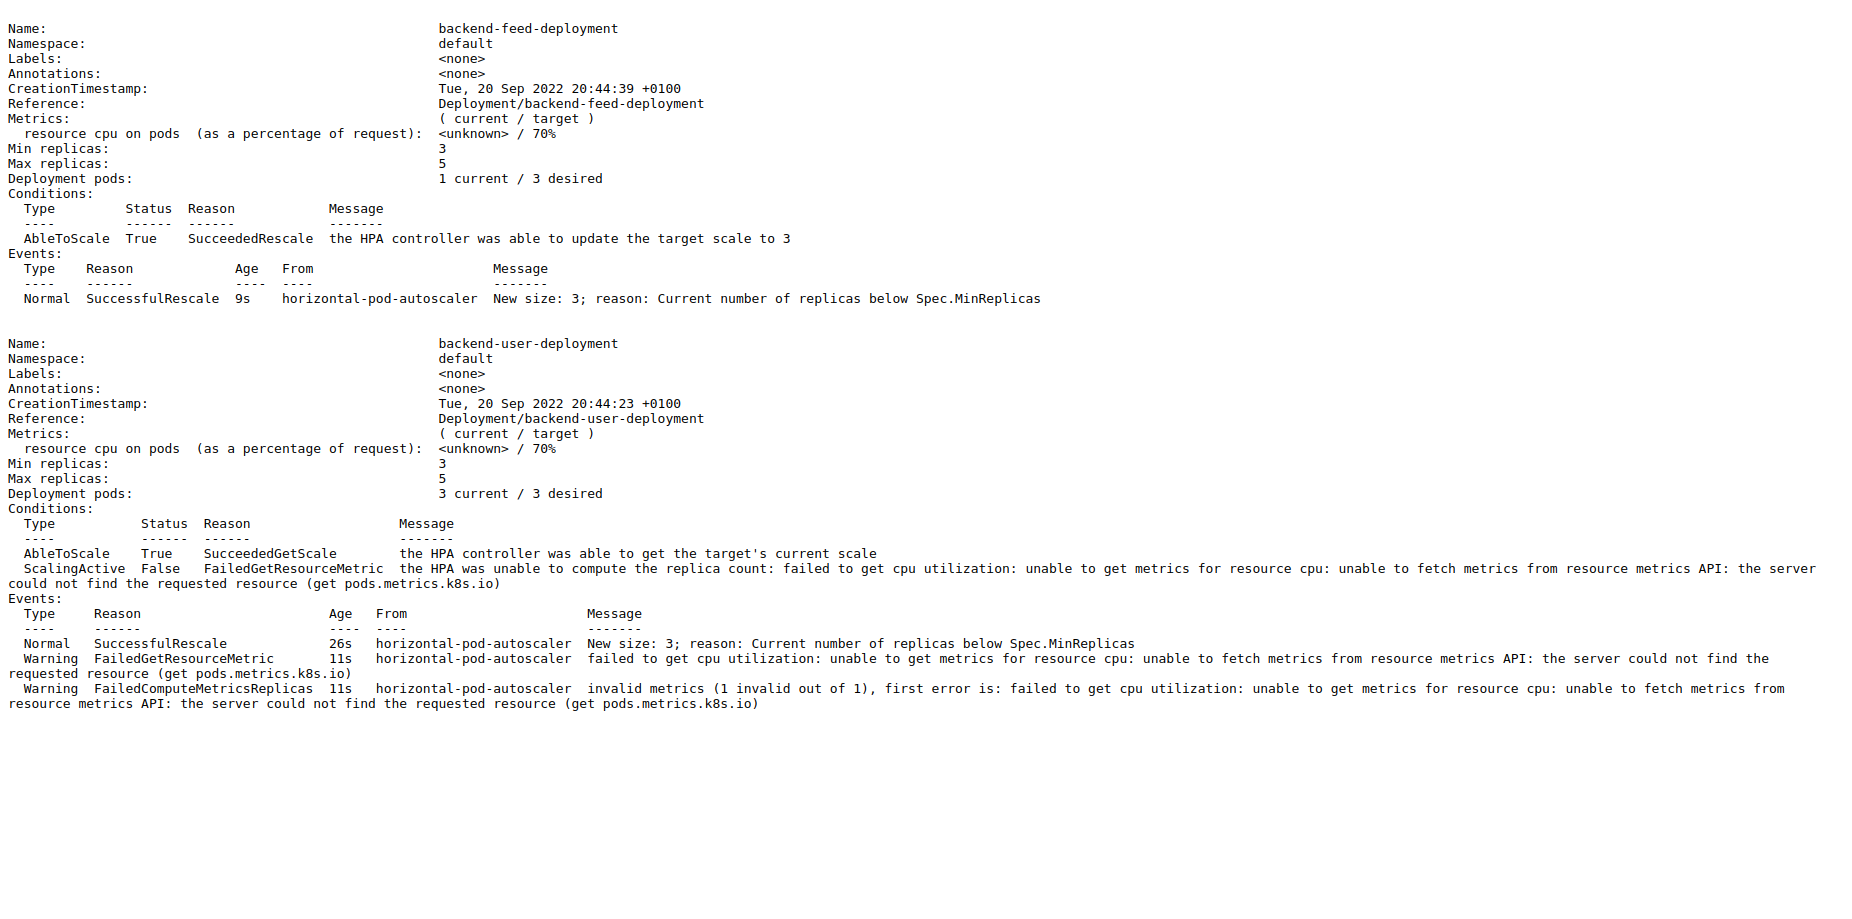 Name:                                                  backend-feed-deployment
Namespace:                                             default
Labels:                                                <none>
Annotations:                                           <none>
CreationTimestamp:                                     Tue, 20 Sep 2022 20:44:39 +0100
Reference:                                             Deployment/backend-feed-deployment
Metrics:                                               ( current / target )
  resource cpu on pods  (as a percentage of request):  <unknown> / 70%
Min replicas:                                          3
Max replicas:                                          5
Deployment pods:                                       1 current / 3 desired
Conditions:
  Type         Status  Reason            Message
  ----         ------  ------            -------
  AbleToScale  True    SucceededRescale  the HPA controller was able to update the target scale to 3
Events:
  Type    Reason             Age   From                       Message
  ----    ------             ----  ----                       -------
  Normal  SuccessfulRescale  9s    horizontal-pod-autoscaler  New size: 3; reason: Current number of replicas below Spec.MinReplicas
Name:                                                  backend-user-deployment
Namespace:                                             default
Labels:                                                <none>
Annotations:                                           <none>
CreationTimestamp:                                     Tue, 20 Sep 2022 20:44:23 +0100
Reference:                                             Deployment/backend-user-deployment
Metrics:                                               ( current / target )
  resource cpu on pods  (as a percentage of request):  <unknown> / 70%
Min replicas:                                          3
Max replicas:                                          5
Deployment pods:                                       3 current / 3 desired
Conditions:
  Type           Status  Reason                   Message
  ----           ------  ------                   -------
  AbleToScale    True    SucceededGetScale        the HPA controller was able to get the target's current scale
  ScalingActive  False   FailedGetResourceMetric  the HPA was unable to compute the replica count: failed to get cpu utilization: unable to get metrics for resource cpu: unable to fetch metrics from resource metrics API: the server
could not find the requested resource (get pods.metrics.k8s.io)
Events:
  Type     Reason                        Age   From                       Message
  ----     ------                        ----  ----                       -------
  Normal   SuccessfulRescale             26s   horizontal-pod-autoscaler  New size: 3; reason: Current number of replicas below Spec.MinReplicas
  Warning  FailedGetResourceMetric       11s   horizontal-pod-autoscaler  failed to get cpu utilization: unable to get metrics for resource cpu: unable to fetch metrics from resource metrics API: the server could not find the
requested resource (get pods.metrics.k8s.io)
  Warning  FailedComputeMetricsReplicas  11s   horizontal-pod-autoscaler  invalid metrics (1 invalid out of 1), first error is: failed to get cpu utilization: unable to get metrics for resource cpu: unable to fetch metrics from
resource metrics API: the server could not find the requested resource (get pods.metrics.k8s.io)